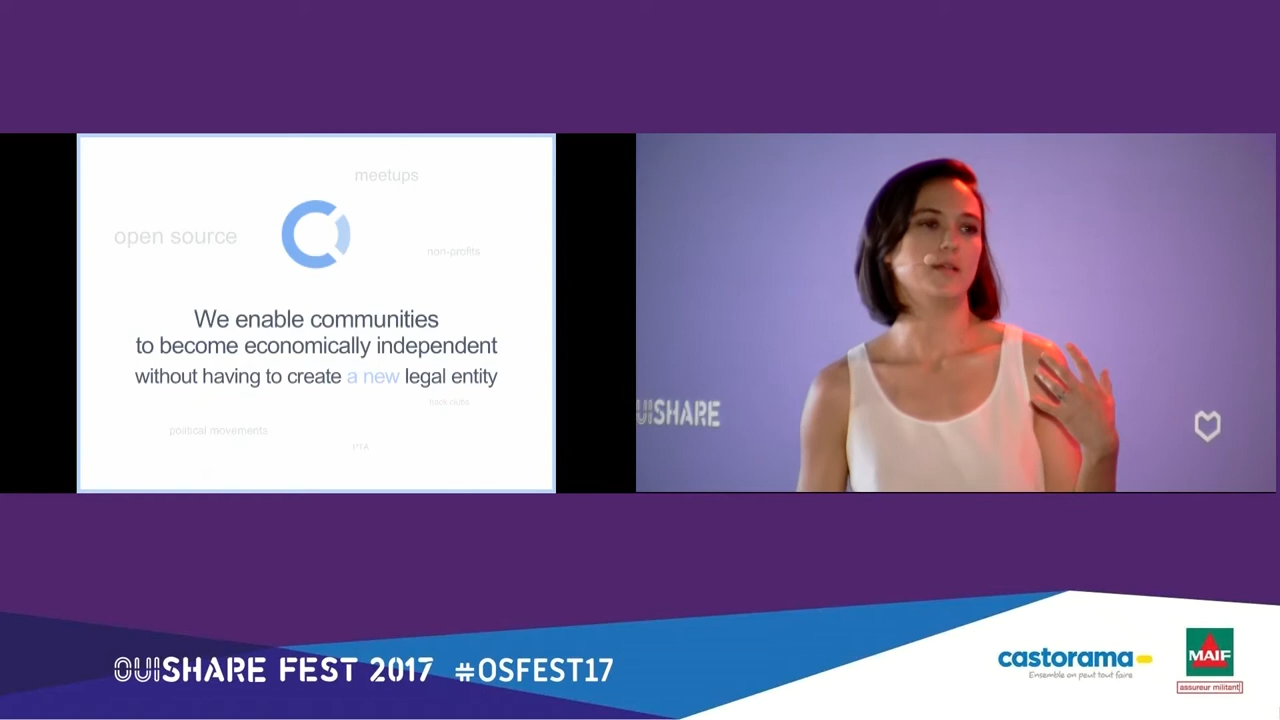 meetups
open source
non-profits
We enable communities
to become economically independent
without having to create a new legal entity
hack clubs
political movements
PTA
UISHARE
OUISHARE FEST 2017 #OSFEST17
castorama
Ensemble on peut tout faire
MAIF
assureur militant